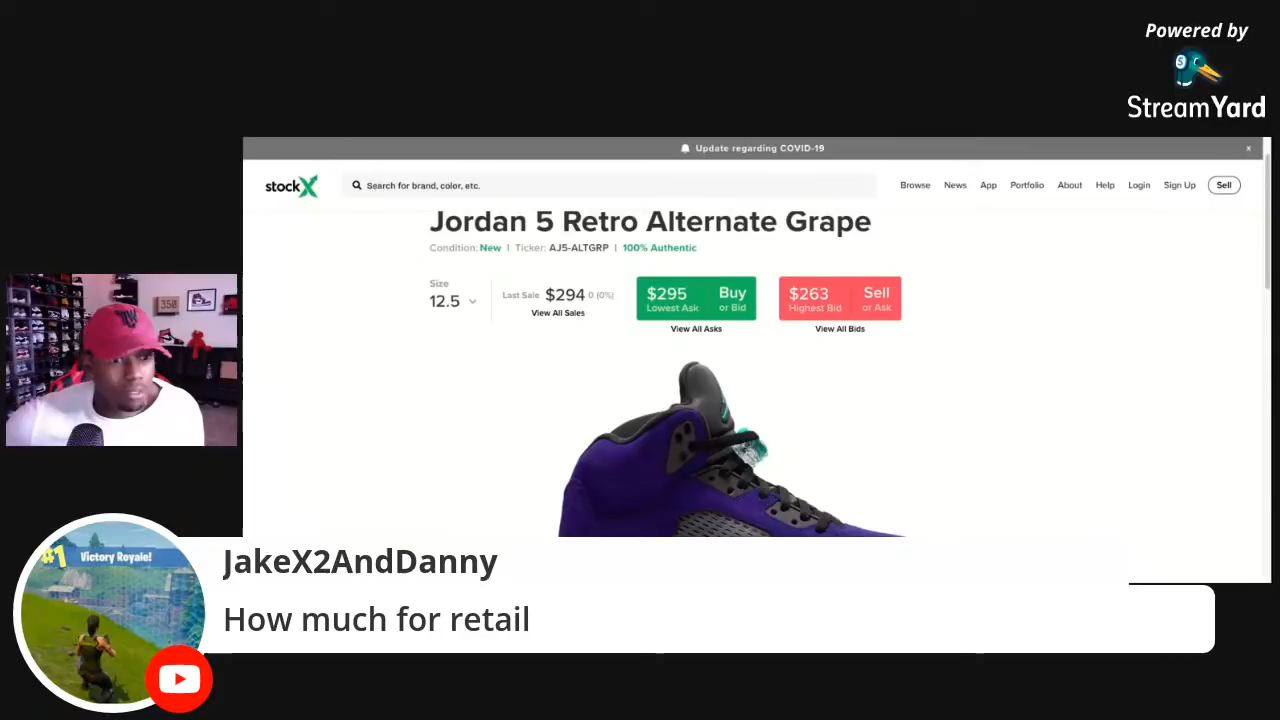 Powered by
StreamYard
Update regarding COVID-19 ×
stockX Search for brand, color, etc. Browse News App Portfolio About Help Login Sign Up Sell
Jordan 5 Retro Alternate Grape
Condition: New | Ticker: AJ5-ALTGRP | 100% Authentic
Size
12.5
Last Sale $294 0 (0%)
View All Sales
$295 Buy
Lowest Ask or Bid
View All Asks
$263 Sell
Highest Bid or Ask
View All Bids
350
#1 Victory Royale!
JakeX2AndDanny
How much for retail